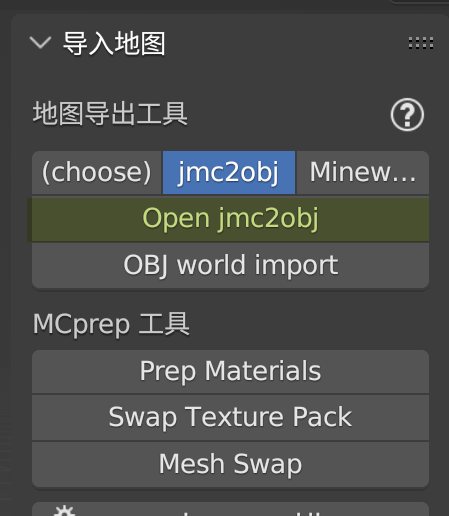 导入地图
地图导出工具
(choose) jmc2obj Minew...
Open jmc2obj
OBJ world import
MCprep 工具
Prep Materials
Swap Texture Pack
Mesh Swap